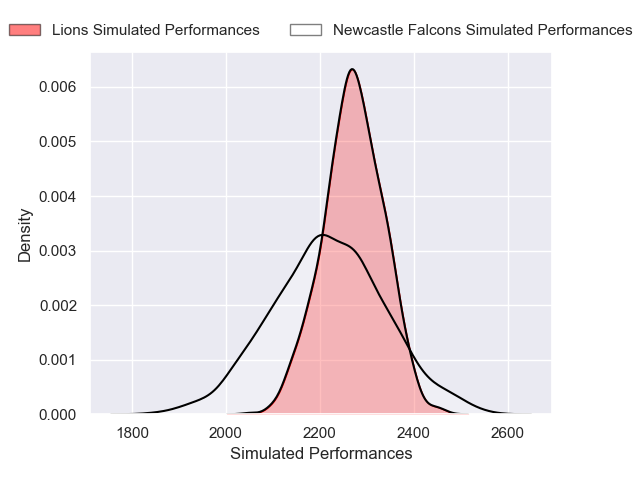 Lions Simulated Performances Newcastle Falcons Simulated Performances
0.006
0.005
0.004
0.003
0.002
0.001
0.000
Density
1800 2000 2200 2400 2600
Simulated Performances